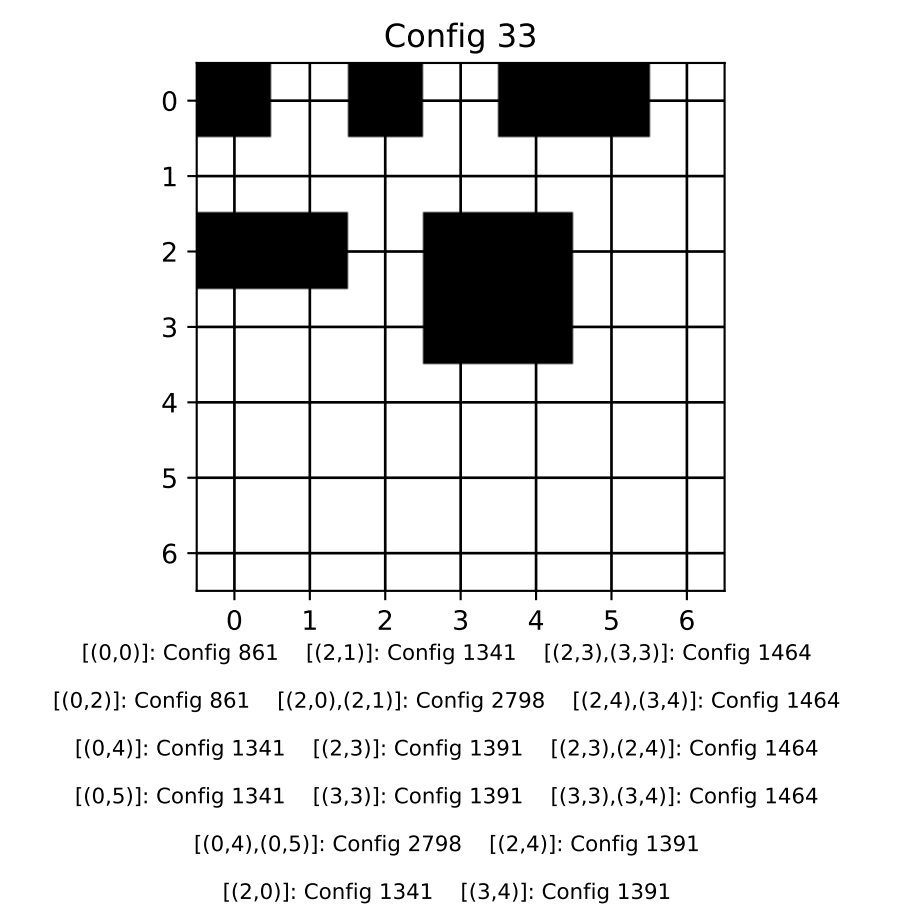 Config 33
0
1
2
3
4
5
6
0 1 2 3 4 5 6
[(0,0)]: Config 861 [(2,1)]: Config 1341 [(2,3),(3,3)]: Config 1464
[(0,2)]: Config 861 [(2,0),(2,1)]: Config 2798 [(2,4),(3,4)]: Config 1464
[(0,4)]: Config 1341 [(2,3)]: Config 1391 [(2,3),(2,4)]: Config 1464
[(0,5)]: Config 1341 [(3,3)]: Config 1391 [(3,3),(3,4)]: Config 1464
[(0,4),(0,5)]: Config 2798 [(2,4)]: Config 1391
[(2,0)]: Config 1341 [(3,4)]: Config 1391